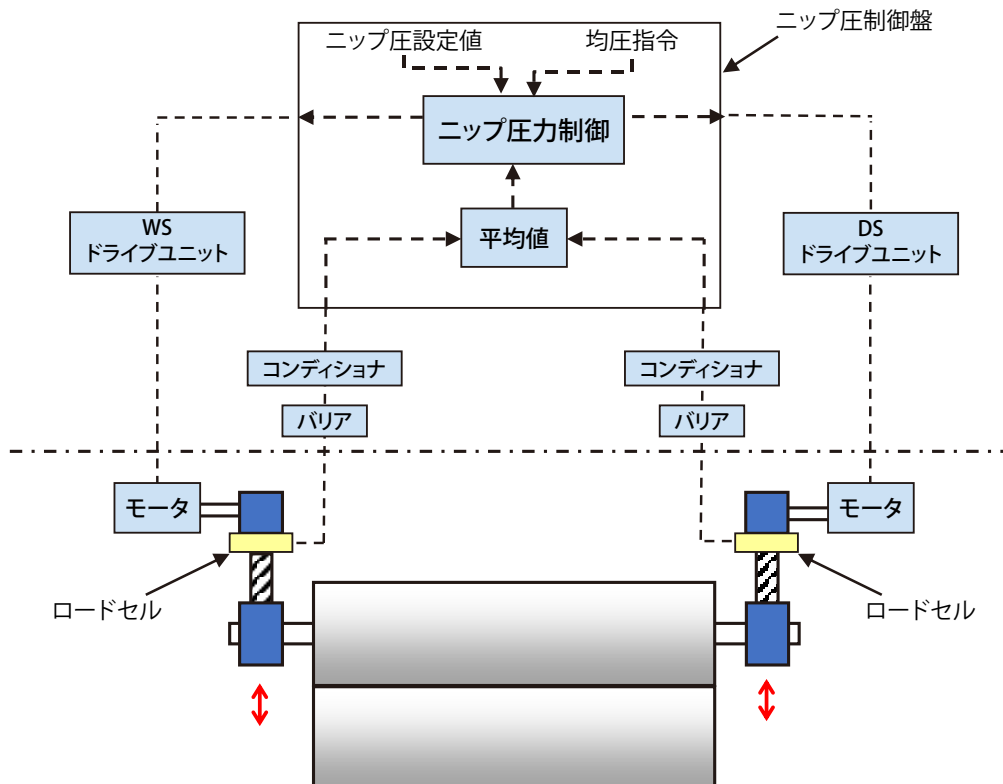 ニップ圧制御盤
ニップ圧設定値
均圧指令
ニップ圧力制御
平均値
WS
ドライブユニット
DS
ドライブユニット
コンディショナ
コンディショナ
バリア
バリア
モータ
モータ
ロードセル
ロードセル